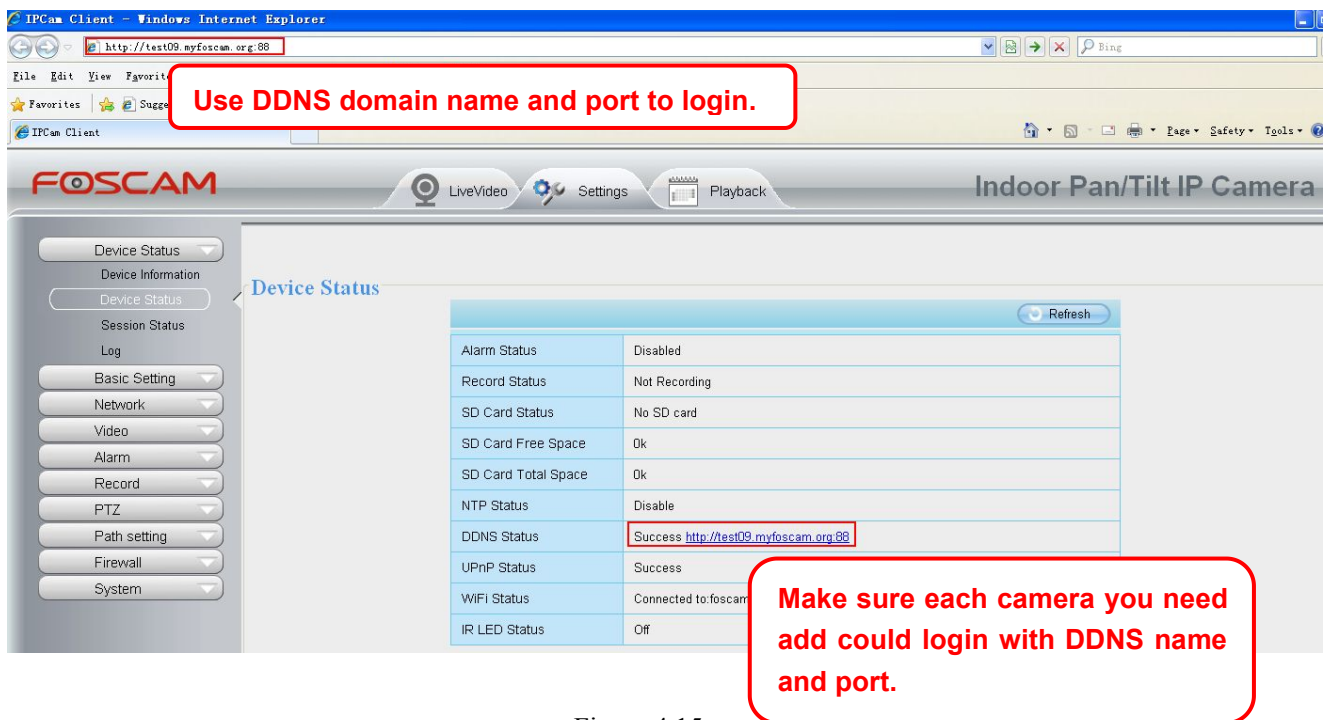 IPCam Client - Windows Internet Explorer
http://test09.myfoscam.org:88
Bing
File Edit View
Use DDNS domain name and port to login.
Favorites
IPCam Client
Page Safety Tools
FOSCAM
LiveVideo
Settings
Playback
Indoor Pan/Tilt IP Camera
Device Status
Device Information
Device Status
Session Status
Log
Basic Setting
Network
Video
Alarm
Record
PTZ
Path setting
Firewall
System
Device Status
Refresh
Alarm Status Disabled
Record Status Not Recording
SD Card Status No SD card
SD Card Free Space 0k
SD Card Total Space 0k
NTP Status Disable
DDNS Status Success http://test09.myfoscam.org:88
UPnP Status Success
WiFi Status Connected to:foscam
IR LED Status Off
Make sure each camera you need
add could login with DDNS name
and port.